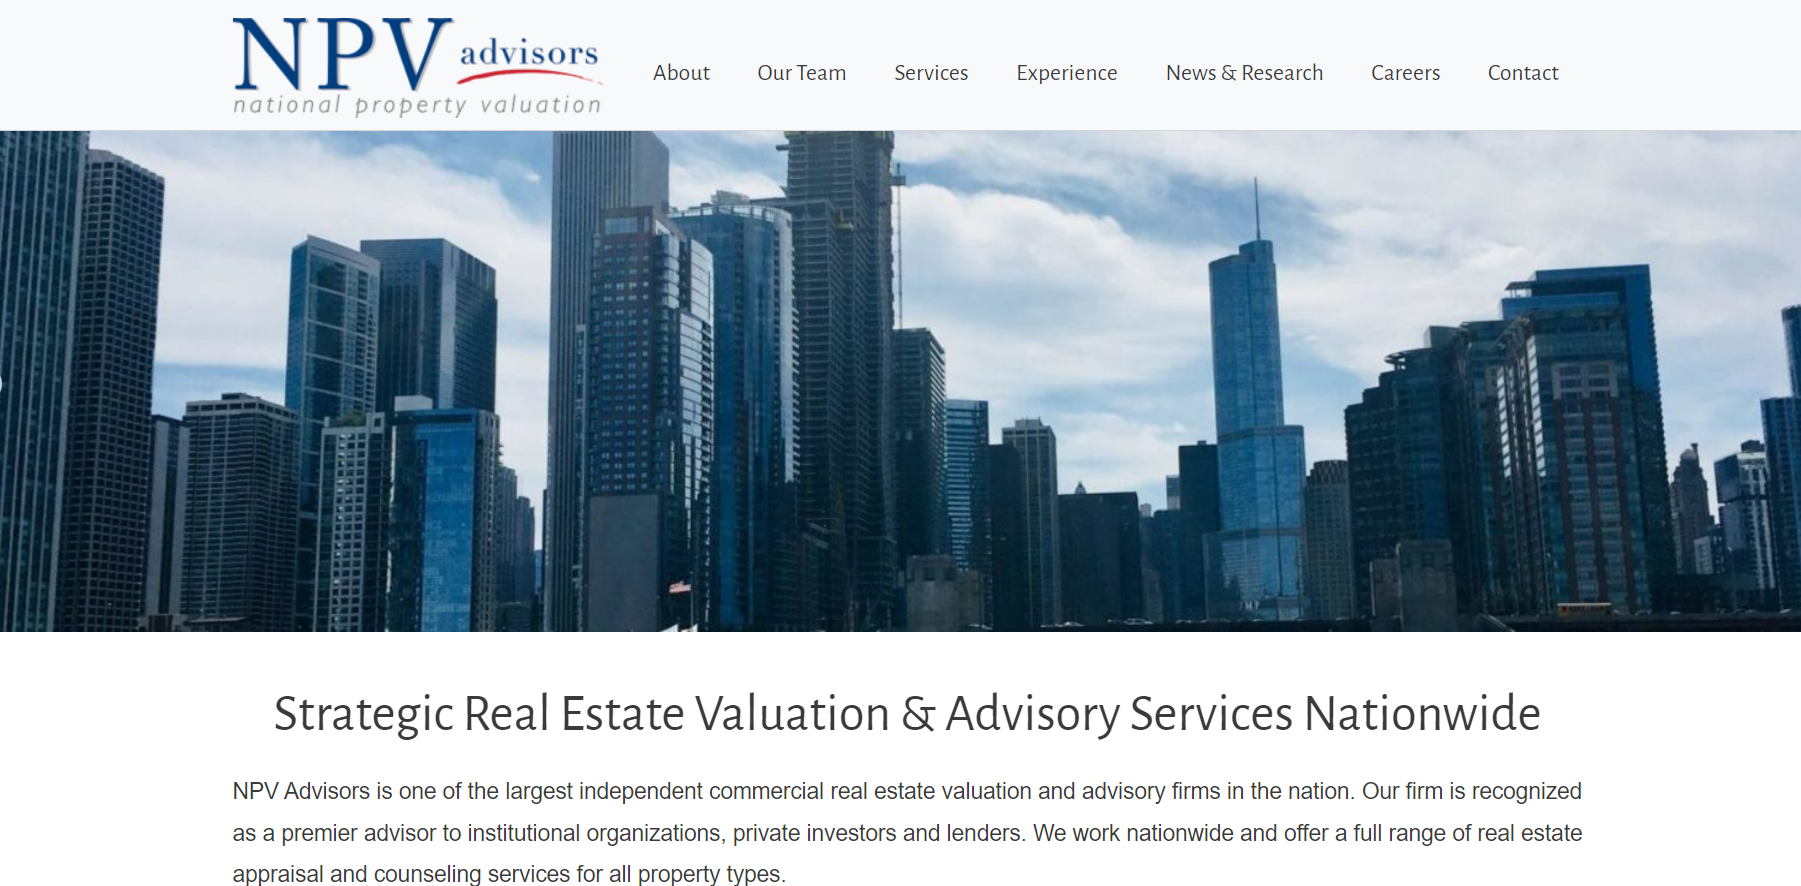 NPV advisors
national property valuation
About Our Team Services Experience News & Research Careers Contact
Strategic Real Estate Valuation & Advisory Services Nationwide
NPV Advisors is one of the largest independent commercial real estate valuation and advisory firms in the nation. Our firm is recognized
as a premier advisor to institutional organizations, private investors and lenders. We work nationwide and offer a full range of real estate
appraisal and counseling services for all property types.